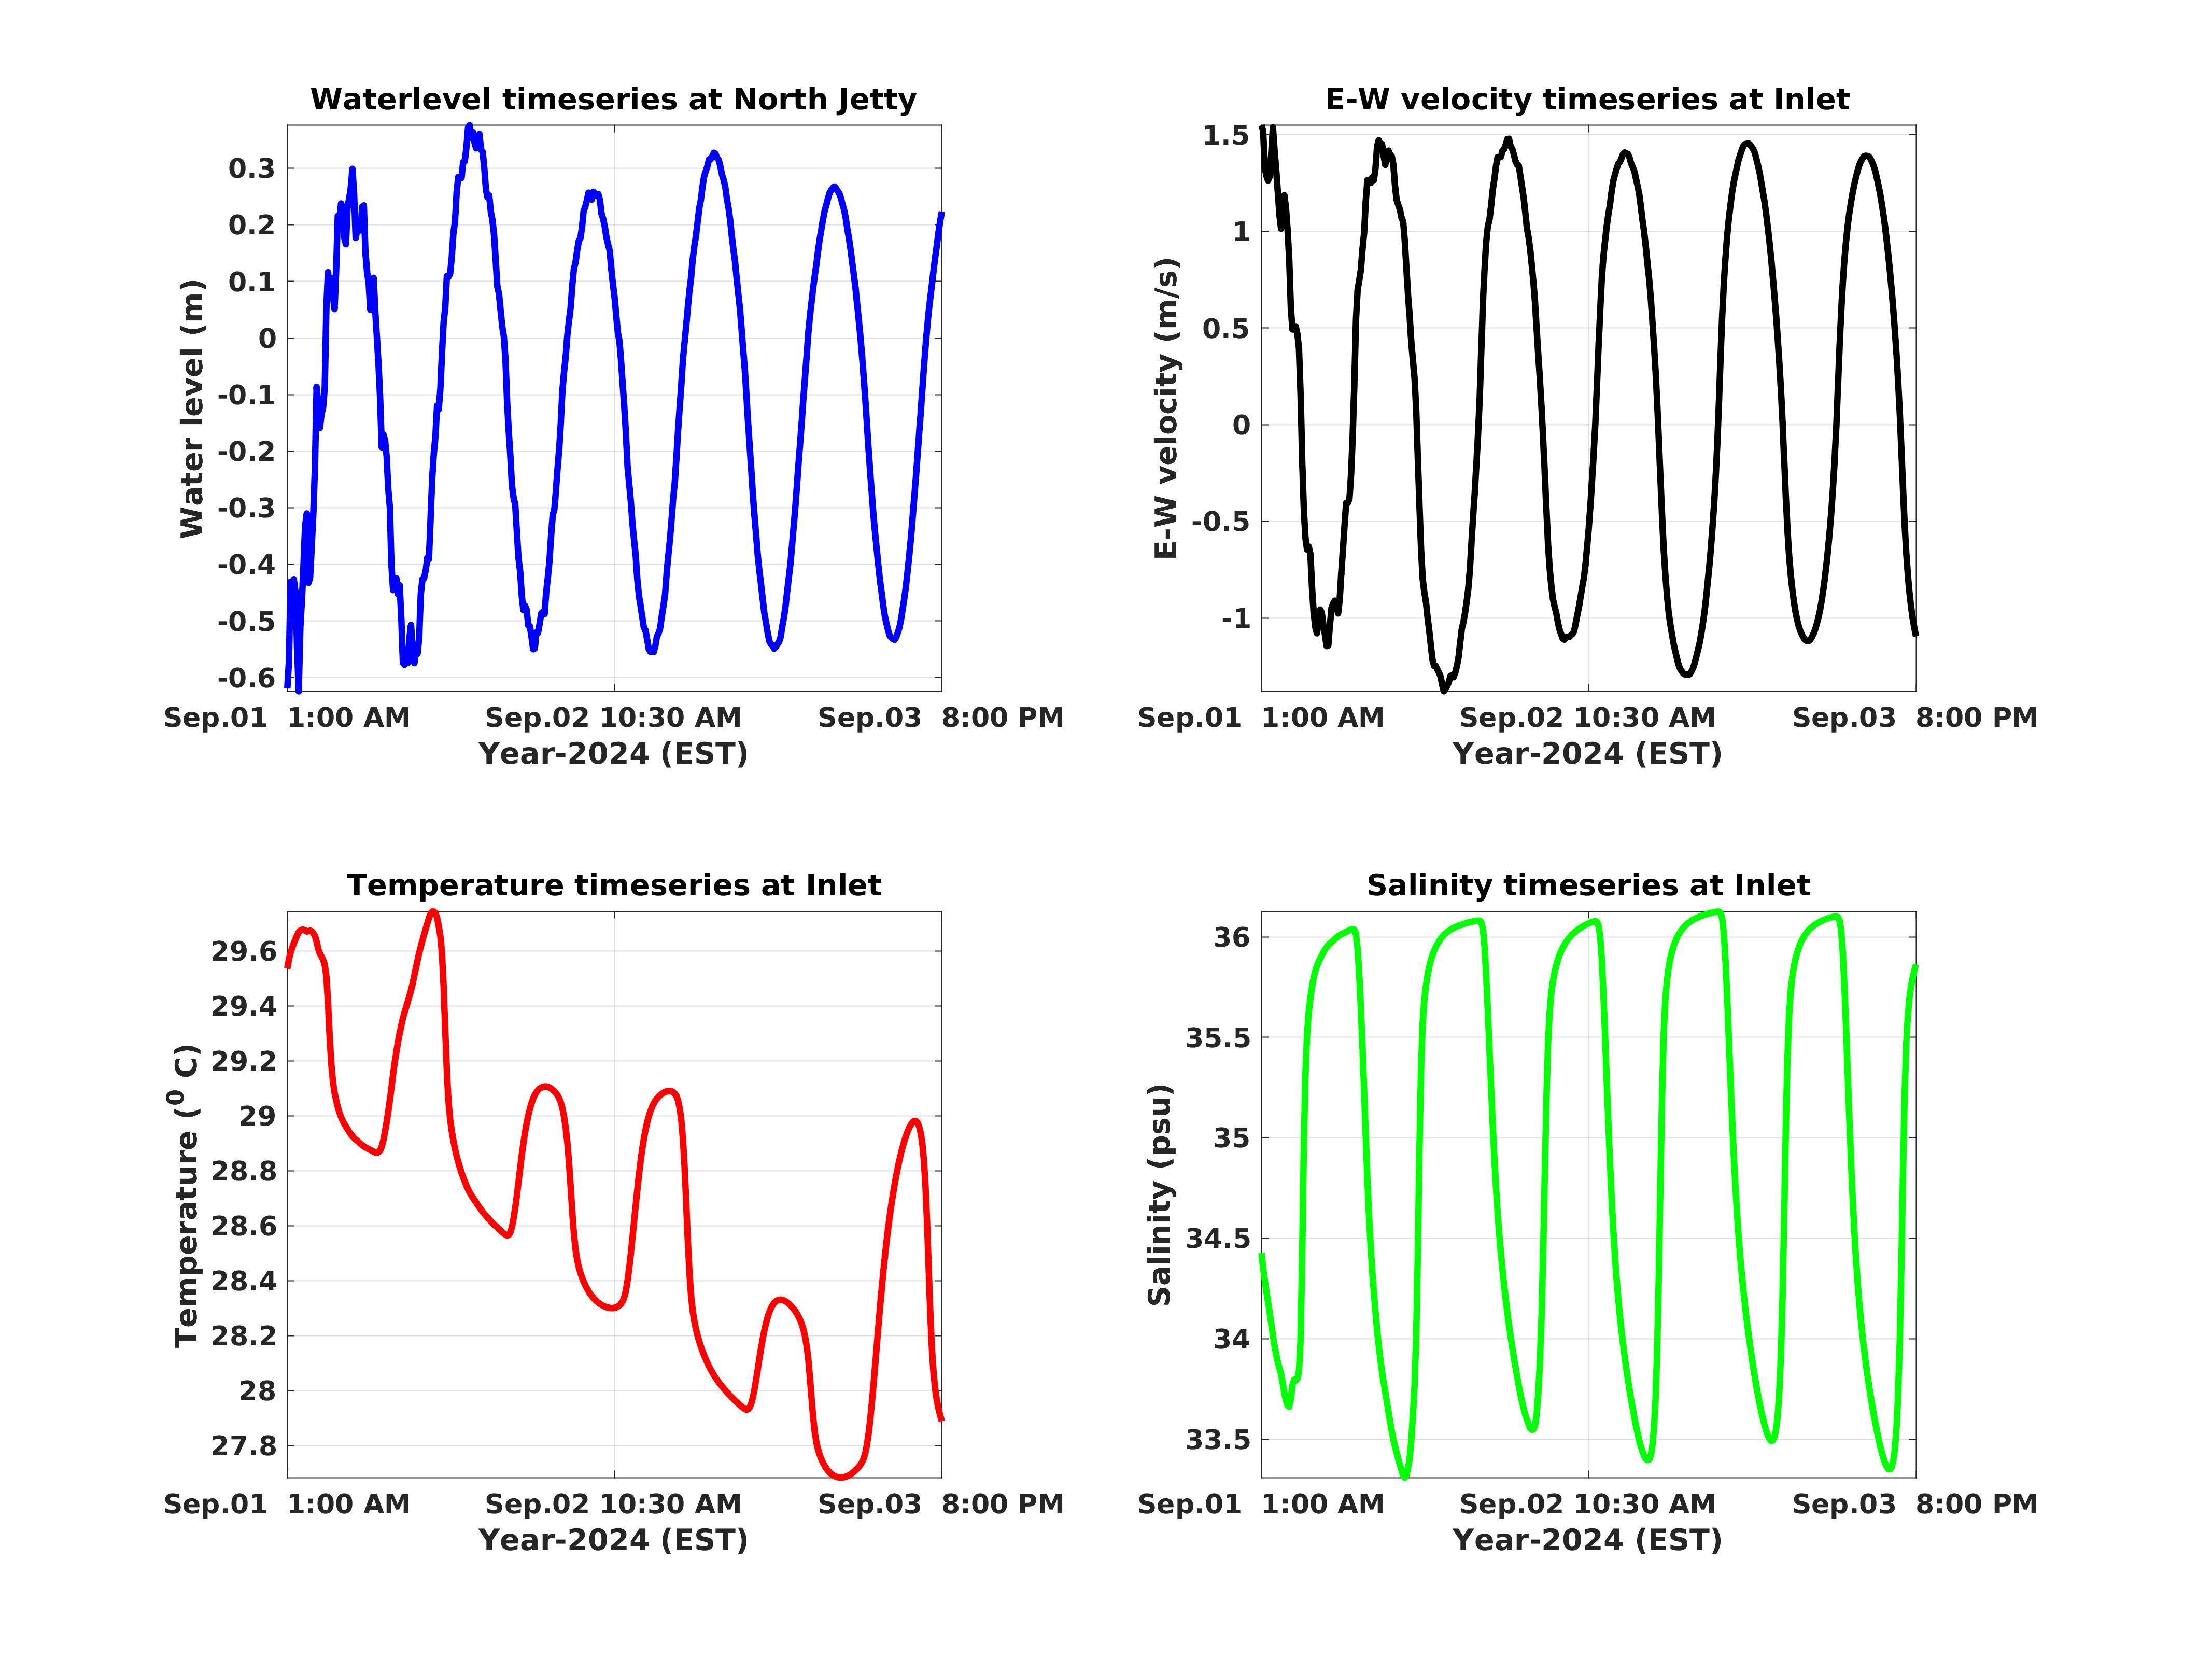 Waterlevel timeseries at North Jetty
0.3
0.2
0.1
0
-0.1
-0.2
-0.3
-0.4
-0.5
-0.6
Water level (m)
Sep.01 1:00 AM Sep.02 10:30 AM Sep.03 8:00 PM
Year-2024 (EST)
E-W velocity timeseries at Inlet
1.5
1
0.5
0
-0.5
-1
E-W velocity (m/s)
Sep.01 1:00 AM Sep.02 10:30 AM Sep.03 8:00 PM
Year-2024 (EST)
Temperature timeseries at Inlet
29.6
29.4
29.2
29
28.8
28.6
28.4
28.2
28
27.8
Temperature (⁰ C)
Sep.01 1:00 AM Sep.02 10:30 AM Sep.03 8:00 PM
Year-2024 (EST)
Salinity timeseries at Inlet
36
35.5
35
34.5
34
33.5
Salinity (psu)
Sep.01 1:00 AM Sep.02 10:30 AM Sep.03 8:00 PM
Year-2024 (EST)